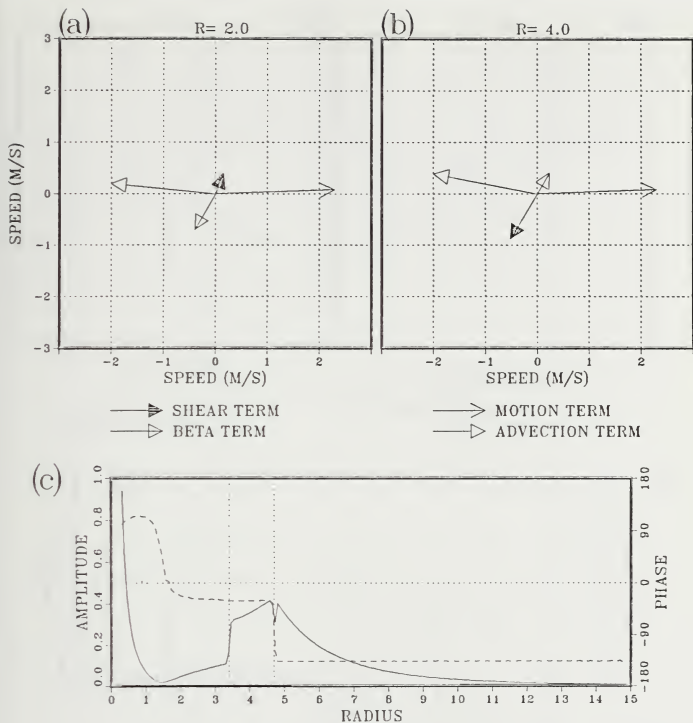 (a) R= 2.0
(b) R= 4.0
3
2
1
0
-1
-2
-3
SPEED (M/S)
-2 -1 0 1 2
-2 -1 0 1 2
SPEED (M/S) SPEED (M/S)
SHEAR TERM MOTION TERM
BETA TERM ADVECTION TERM
(c)
1.0
0.8
0.6
0.4
0.2
0.0
AMPLITUDE
180
90
0
-90
-180
PHASE
0 1 2 3 4 5 6 7 8 9 10 11 12 13 14 15
RADIUS